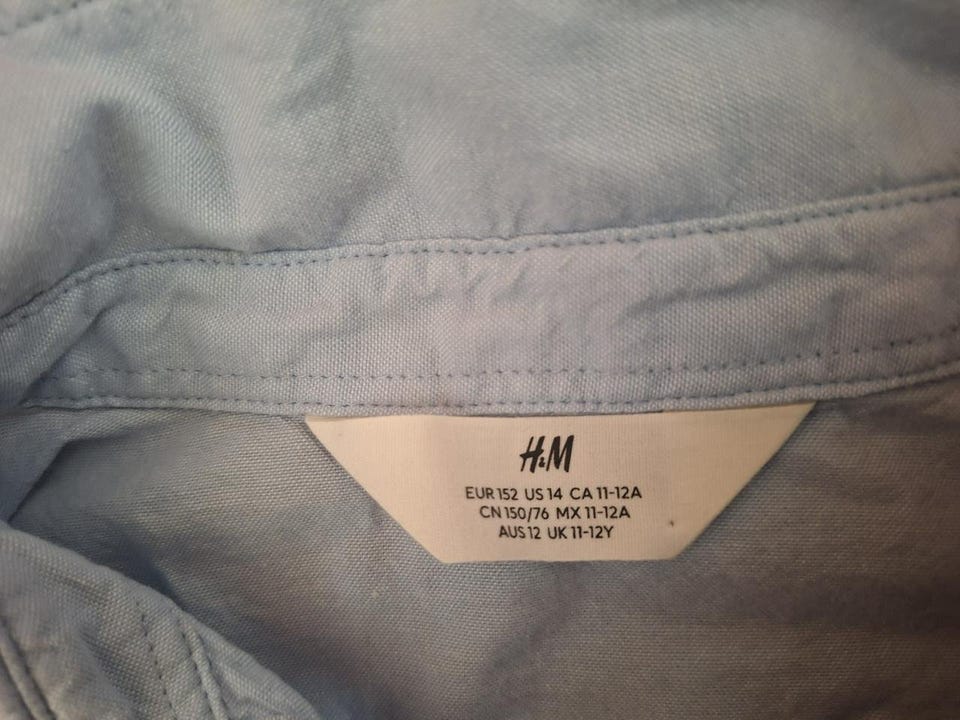 H&M
EUR 152 US 14 CA 11-12A
CN 150/76 MX 11-12A
AUS 12 UK 11-12Y